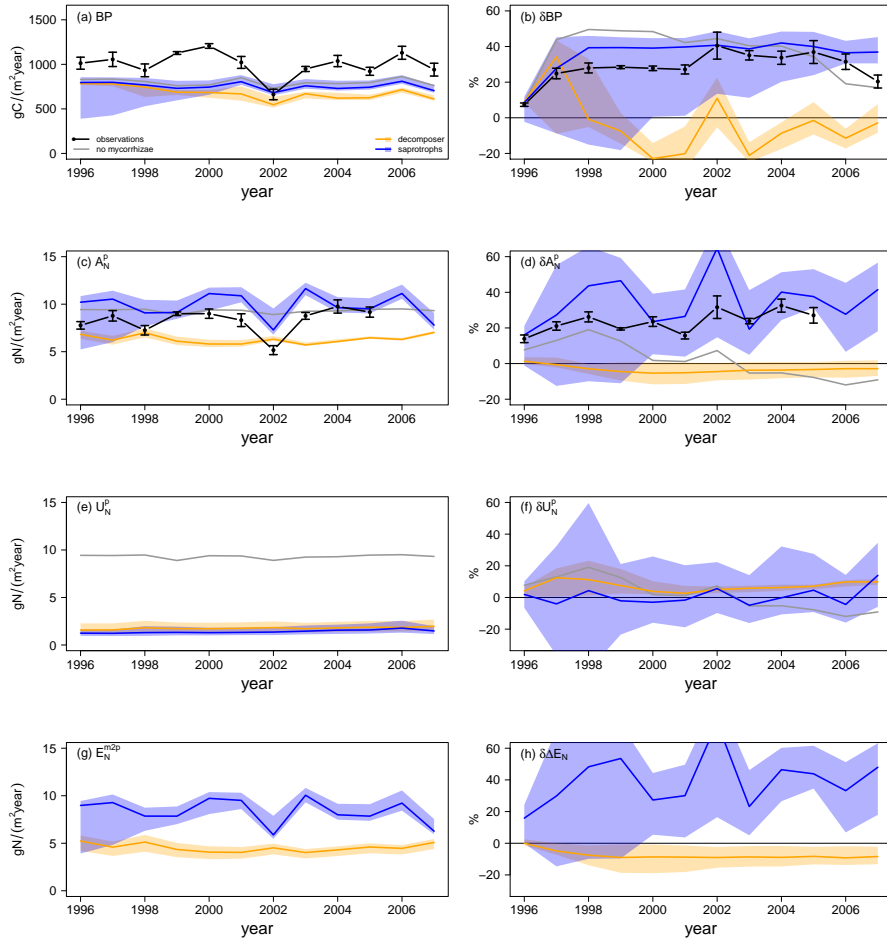 (a) BP
gC/(m²year)
1500
1000
500
0
observations
no mycorrhizae
decomposer
saprotrophs
1996 1998 2000 2002 2004 2006
year
(b) δBP
%
60
40
20
0
−20
1996 1998 2000 2002 2004 2006
year
(c) A_N^p
gN/(m²year)
15
10
5
0
1996 1998 2000 2002 2004 2006
year
(d) δA_N^p
%
60
40
20
0
−20
1996 1998 2000 2002 2004 2006
year
(e) U_N^p
gN/(m²year)
15
10
5
0
1996 1998 2000 2002 2004 2006
year
(f) δU_N^p
%
60
40
20
0
−20
1996 1998 2000 2002 2004 2006
year
(g) E_N^m2p
gN/(m²year)
15
10
5
0
1996 1998 2000 2002 2004 2006
year
(h) δΔE_N
%
60
40
20
0
−20
1996 1998 2000 2002 2004 2006
year